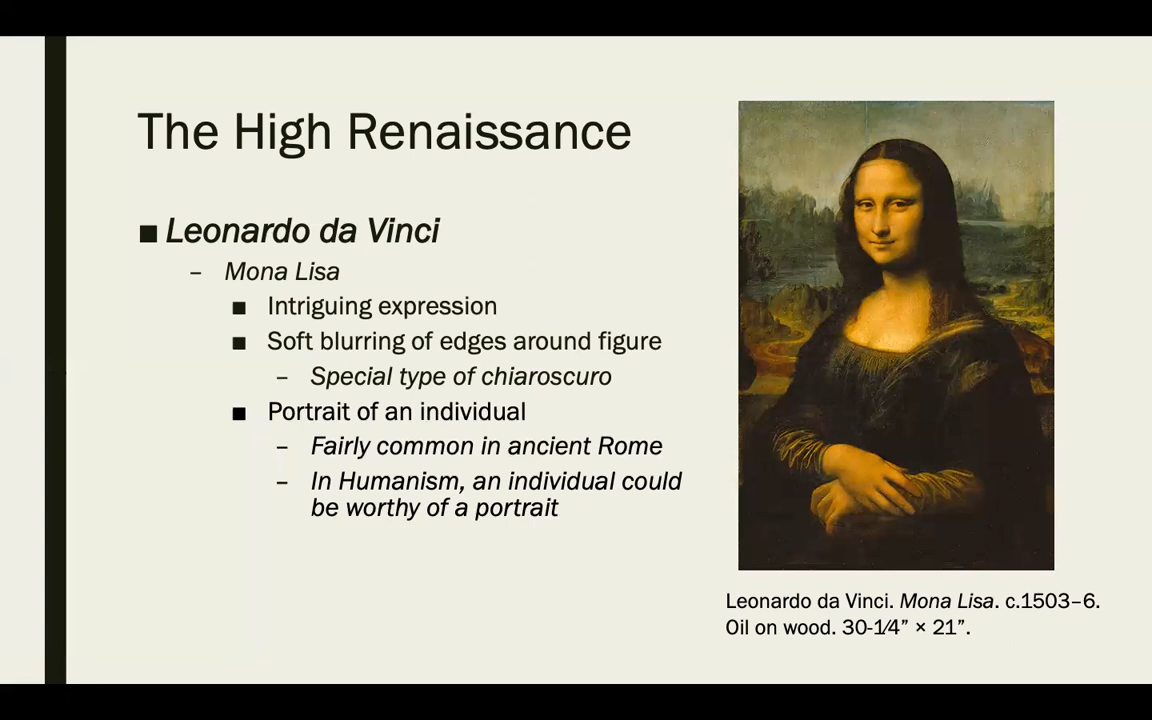 The High Renaissance
■ Leonardo da Vinci
– Mona Lisa
■ Intriguing expression
■ Soft blurring of edges around figure
– Special type of chiaroscuro
■ Portrait of an individual
– Fairly common in ancient Rome
– In Humanism, an individual could
be worthy of a portrait
Leonardo da Vinci. Mona Lisa. c.1503–6.
Oil on wood. 30-1⁄4” × 21”.